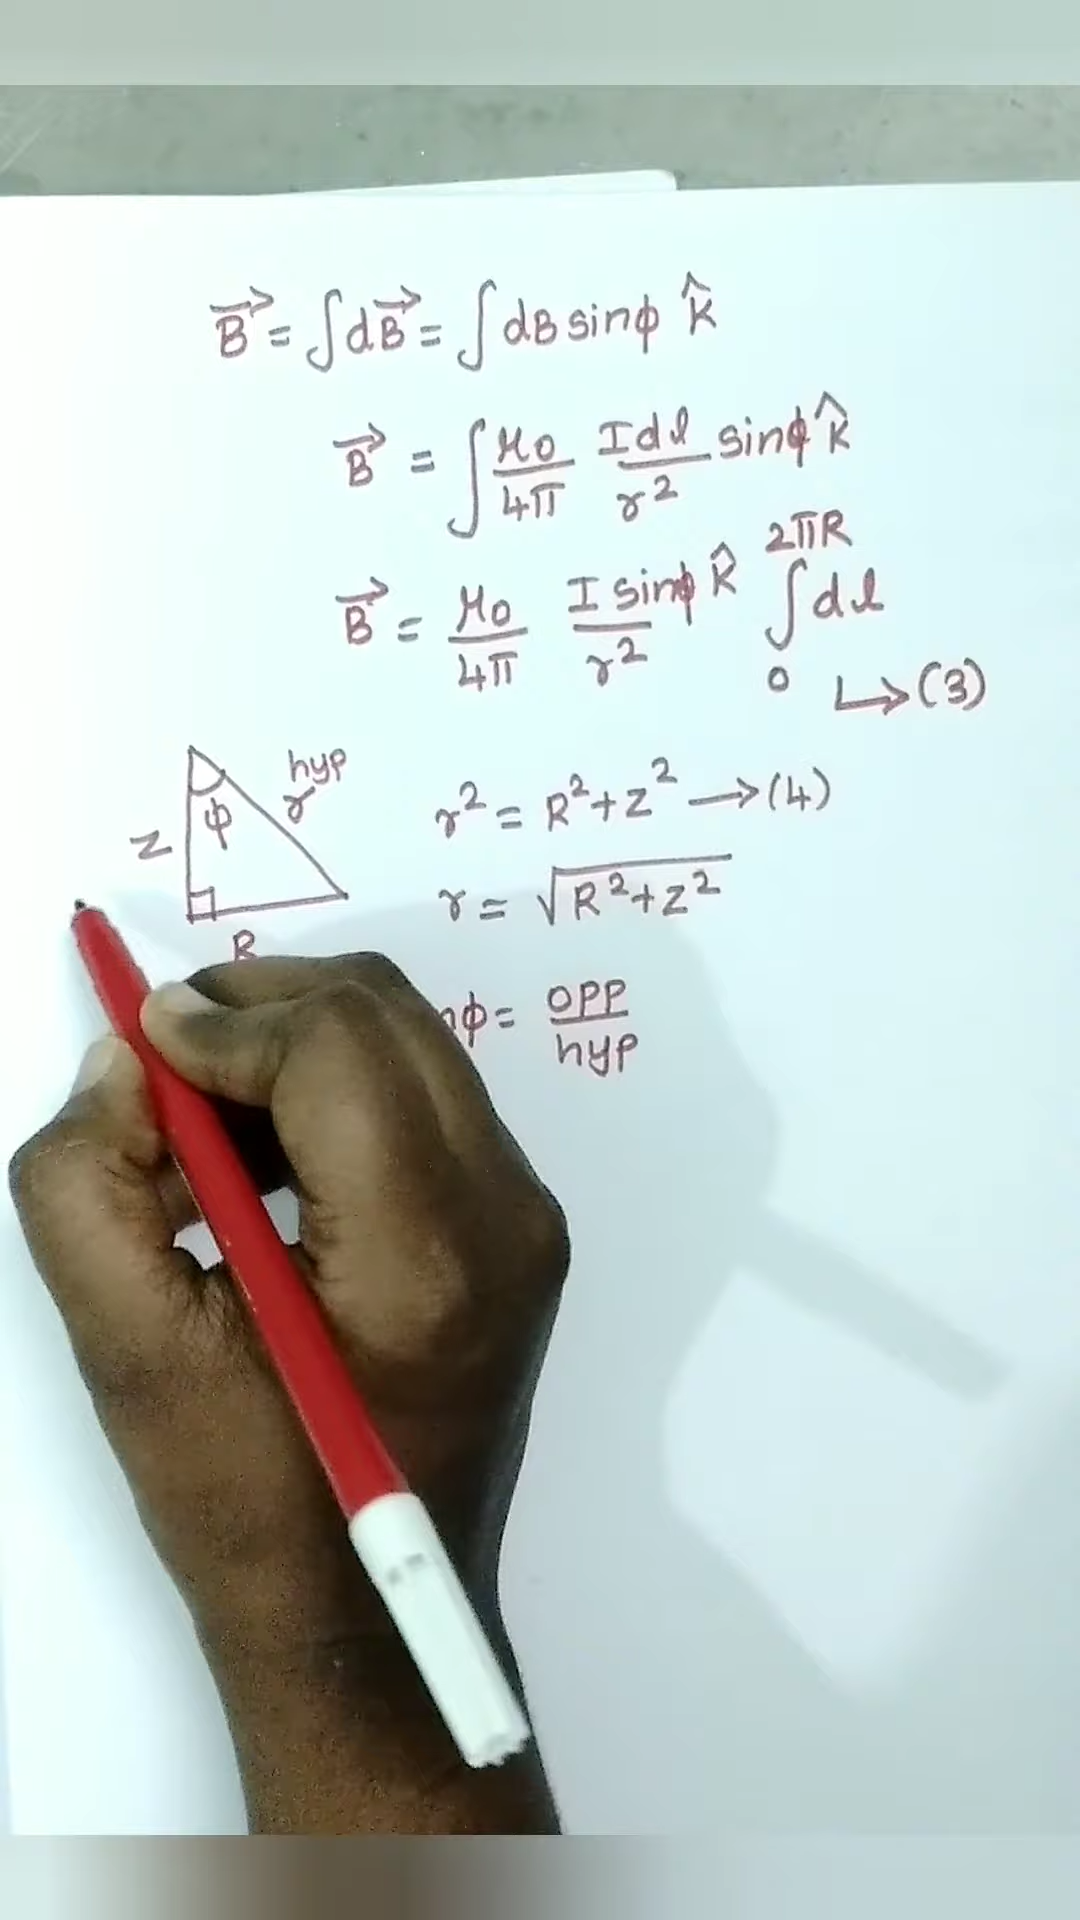 B⃗ = ∫dB⃗ = ∫dB sinφ k̂
B⃗ = ∫ μ0/4π Idl/r² sinφ k̂
B⃗ = μ0/4π I sinφ k̂/r² ∫₀^2πR dl
↳(3)
hyp
r
φ
Z
R
r² = R²+Z² →(4)
r = √R²+Z²
φ = opp/hyp